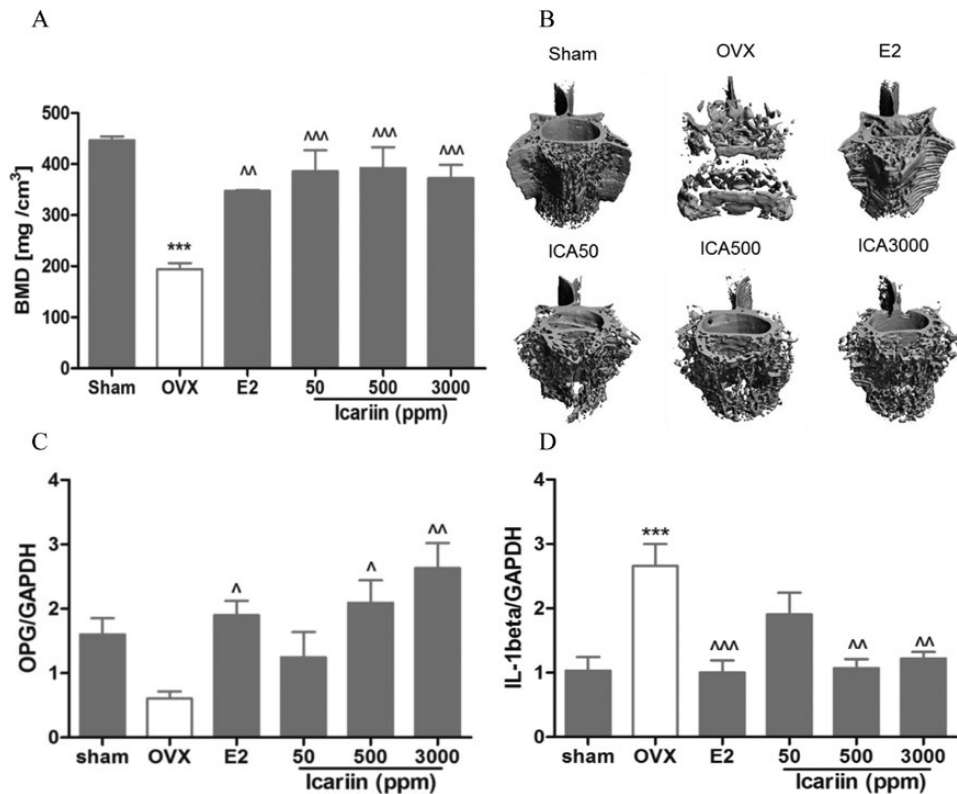 A
B
Sham
OVX
E2
ICA50
ICA500
ICA3000
BMD [mg /cm³]
500
400
300
200
100
0
***
^^
^^^
^^^
^^^
Sham
OVX
E2
50
500
3000
Icariin (ppm)
C
D
OPG/GAPDH
4
3
2
1
0
^
^
^^
sham
OVX
E2
50
500
3000
Icariin (ppm)
IL-1beta/GAPDH
4
3
2
1
0
***
^^^
^^
^^
sham
OVX
E2
50
500
3000
Icariin (ppm)